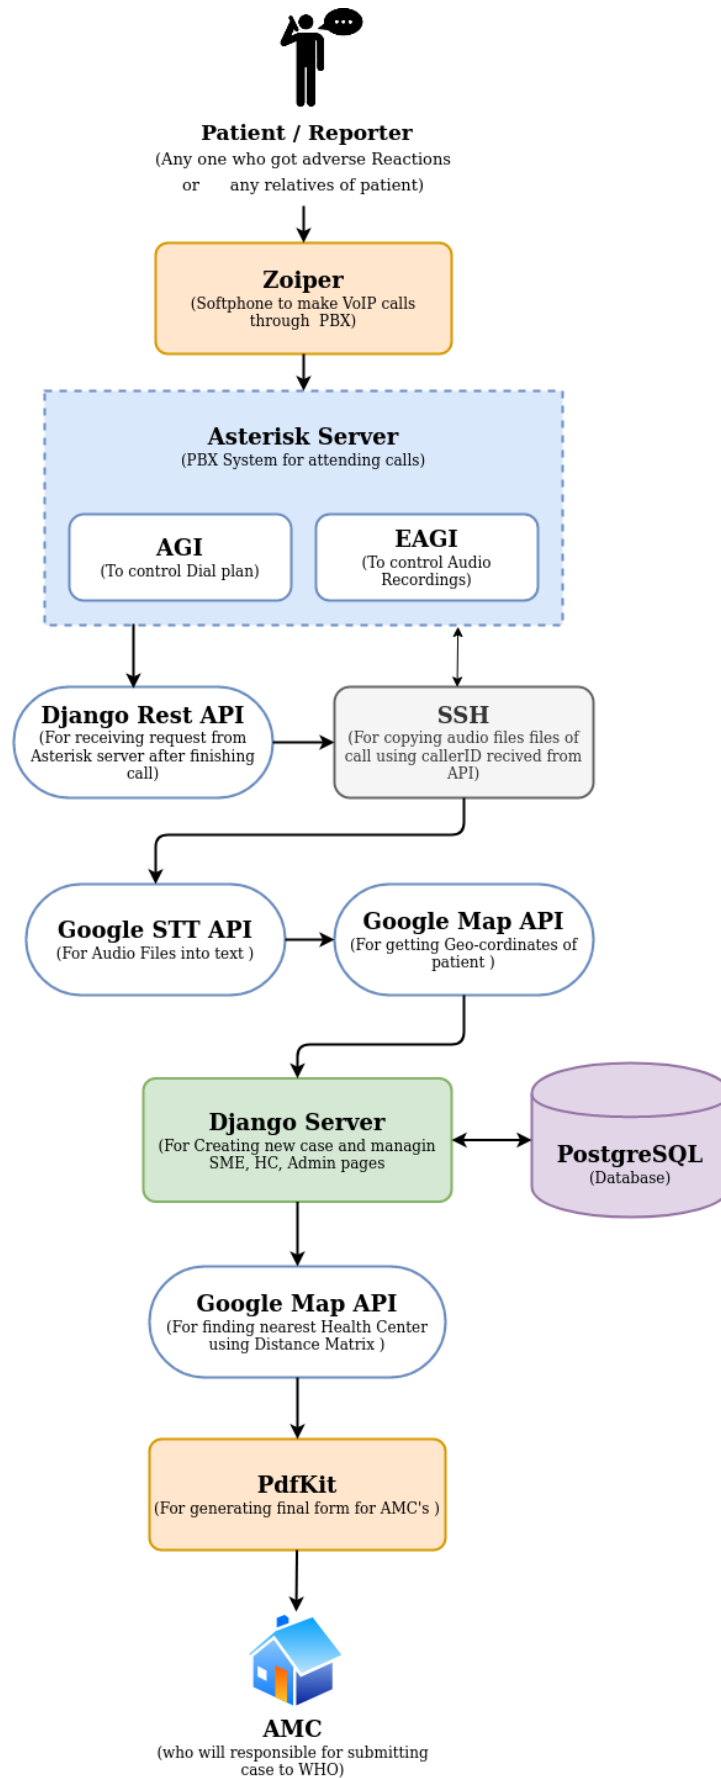 Patient / Reporter
(Any one who got adverse Reactions
or any relatives of patient)
Zoiper
(Softphone to make VoIP calls
through PBX)
Asterisk Server
(PBX System for attending calls)
AGI
(To control Dial plan)
EAGI
(To control Audio
Recordings)
Django Rest API
(For receiving request from
Asterisk server after finishing
call)
SSH
(For copying audio files files of
call using callerID recived from
API)
Google STT API
(For Audio Files into text )
Google Map API
(For getting Geo-cordinates of
patient )
Django Server
(For Creating new case and managin
SME, HC, Admin pages
PostgreSQL
(Database)
Google Map API
(For finding nearest Health Center
using Distance Matrix )
PdfKit
(For generating final form for AMC's )
AMC
(who will responsible for submitting
case to WHO)